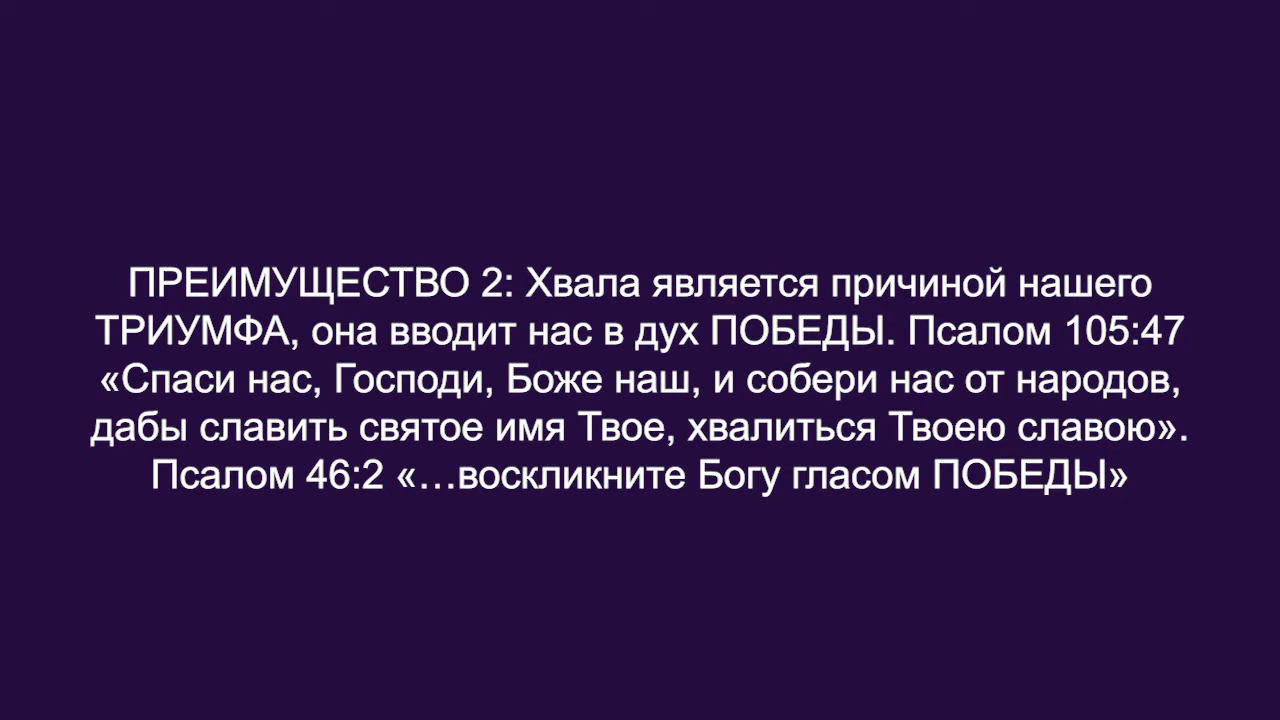 ПРЕИМУЩЕСТВО 2: Хвала является причиной нашего
ТРИУМФА, она вводит нас в дух ПОБЕДЫ. Псалом 105:47
«Спаси нас, Господи, Боже наш, и собери нас от народов,
дабы славить святое имя Твое, хвалиться Твоею славою».
Псалом 46:2 «…воскликните Богу гласом ПОБЕДЫ»